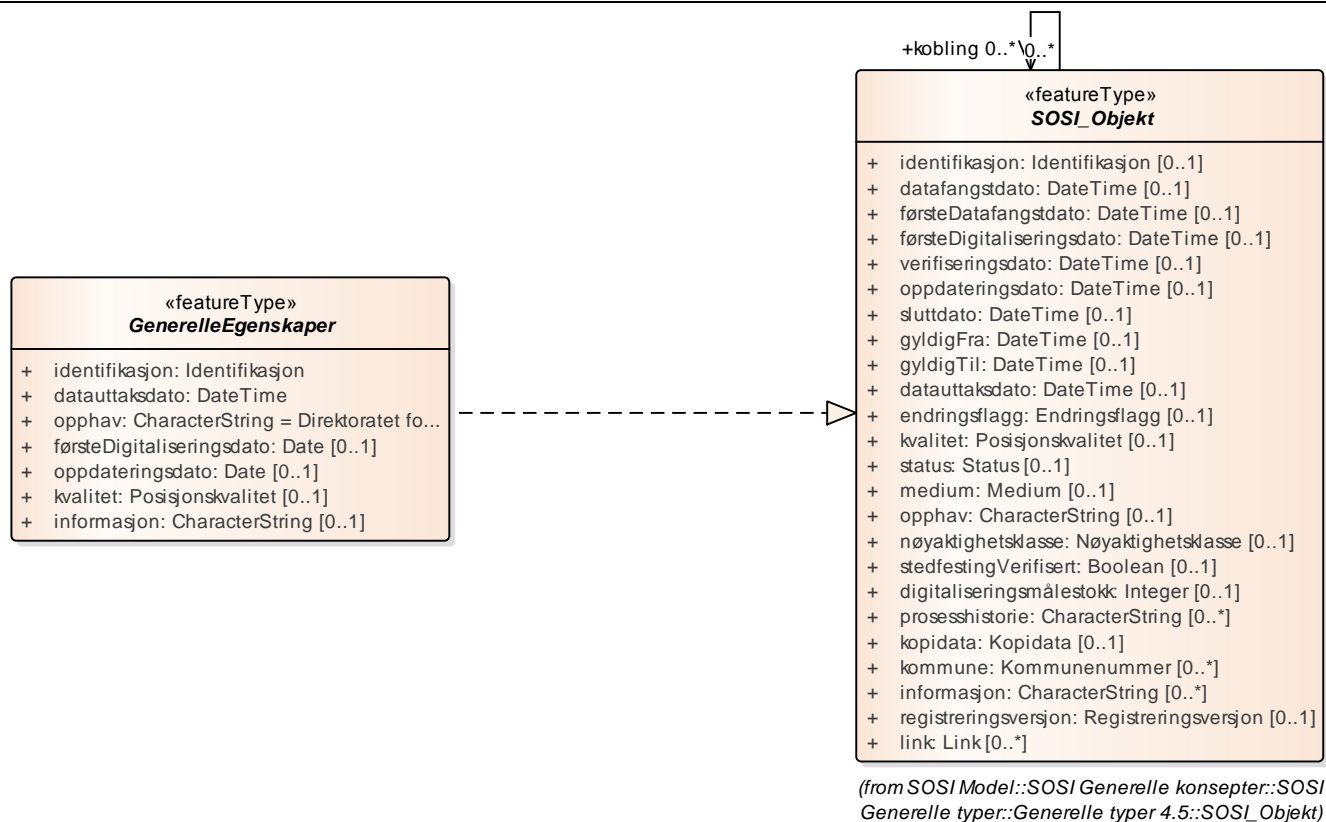 +kobling 0..* 0..*
«featureType»
SOSI_Objekt
+ identifikasjon: Identifikasjon [0..1]
+ datafangstdato: DateTime [0..1]
+ førsteDatafangstdato: DateTime [0..1]
+ førsteDigitaliseringsdato: DateTime [0..1]
+ verifiseringsdato: DateTime [0..1]
+ oppdateringsdato: DateTime [0..1]
+ sluttdato: DateTime [0..1]
+ gyldigFra: DateTime [0..1]
+ gyldigTil: DateTime [0..1]
+ datauttaksdato: DateTime [0..1]
+ endringsflagg: Endringsflagg [0..1]
+ kvalitet: Posisjonskvalitet [0..1]
+ status: Status [0..1]
+ medium: Medium [0..1]
+ opphav: CharacterString [0..1]
+ nøyaktighetsklasse: Nøyaktighetsklasse [0..1]
+ stedfestingVerifisert: Boolean [0..1]
+ digitaliseringsmålestokk: Integer [0..1]
+ prosesshistorie: CharacterString [0..*]
+ kopidata: Kopidata [0..1]
+ kommune: Kommunenummer [0..*]
+ informasjon: CharacterString [0..*]
+ registreringsversjon: Registreringsversjon [0..1]
+ link: Link [0..*]
(from SOSI Model::SOSI Generelle konsepter::SOSI
Generelle typer::Generelle typer 4.5::SOSI_Objekt)
«featureType»
GenerelleEgenskaper
+ identifikasjon: Identifikasjon
+ datauttaksdato: DateTime
+ opphav: CharacterString = Direktoratet fo...
+ førsteDigitaliseringsdato: Date [0..1]
+ oppdateringsdato: Date [0..1]
+ kvalitet: Posisjonskvalitet [0..1]
+ informasjon: CharacterString [0..1]